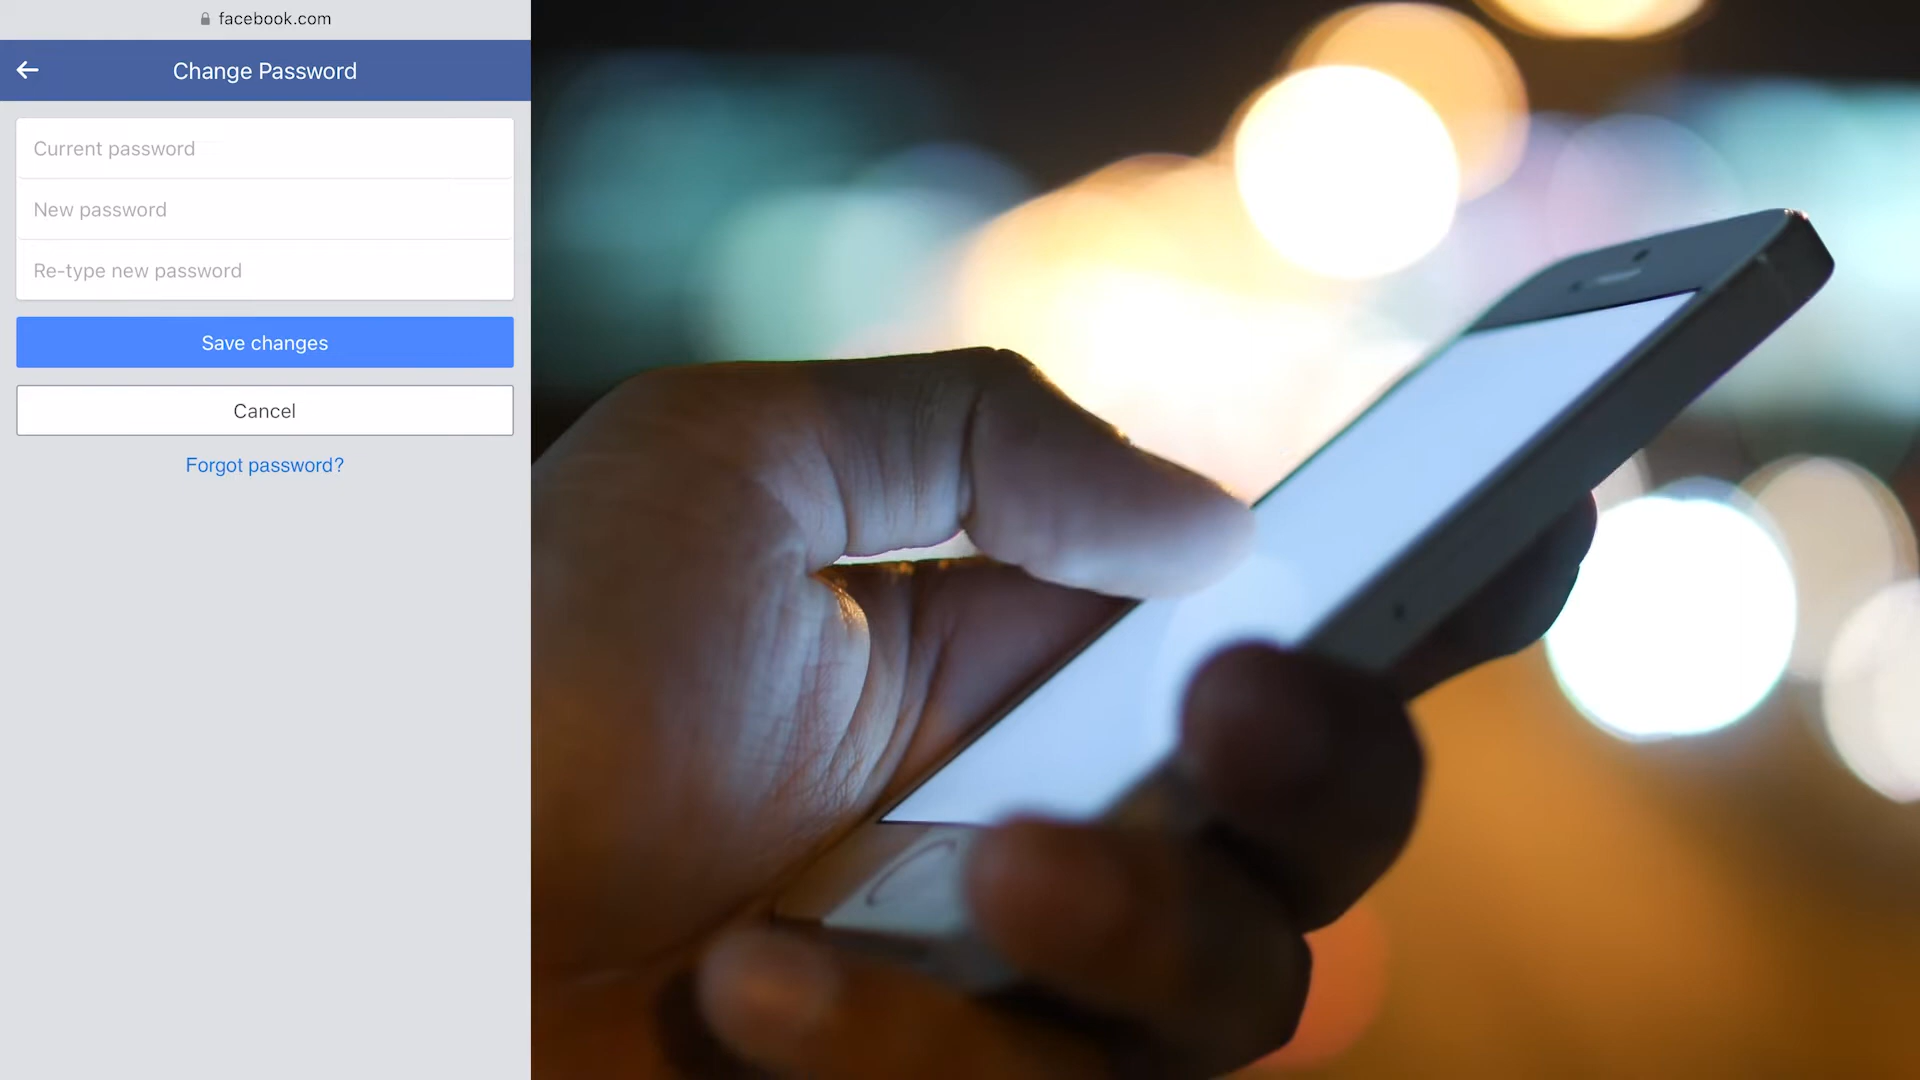 facebook.com
Change Password
Current password
New password
Re-type new password
Save changes
Cancel
Forgot password?